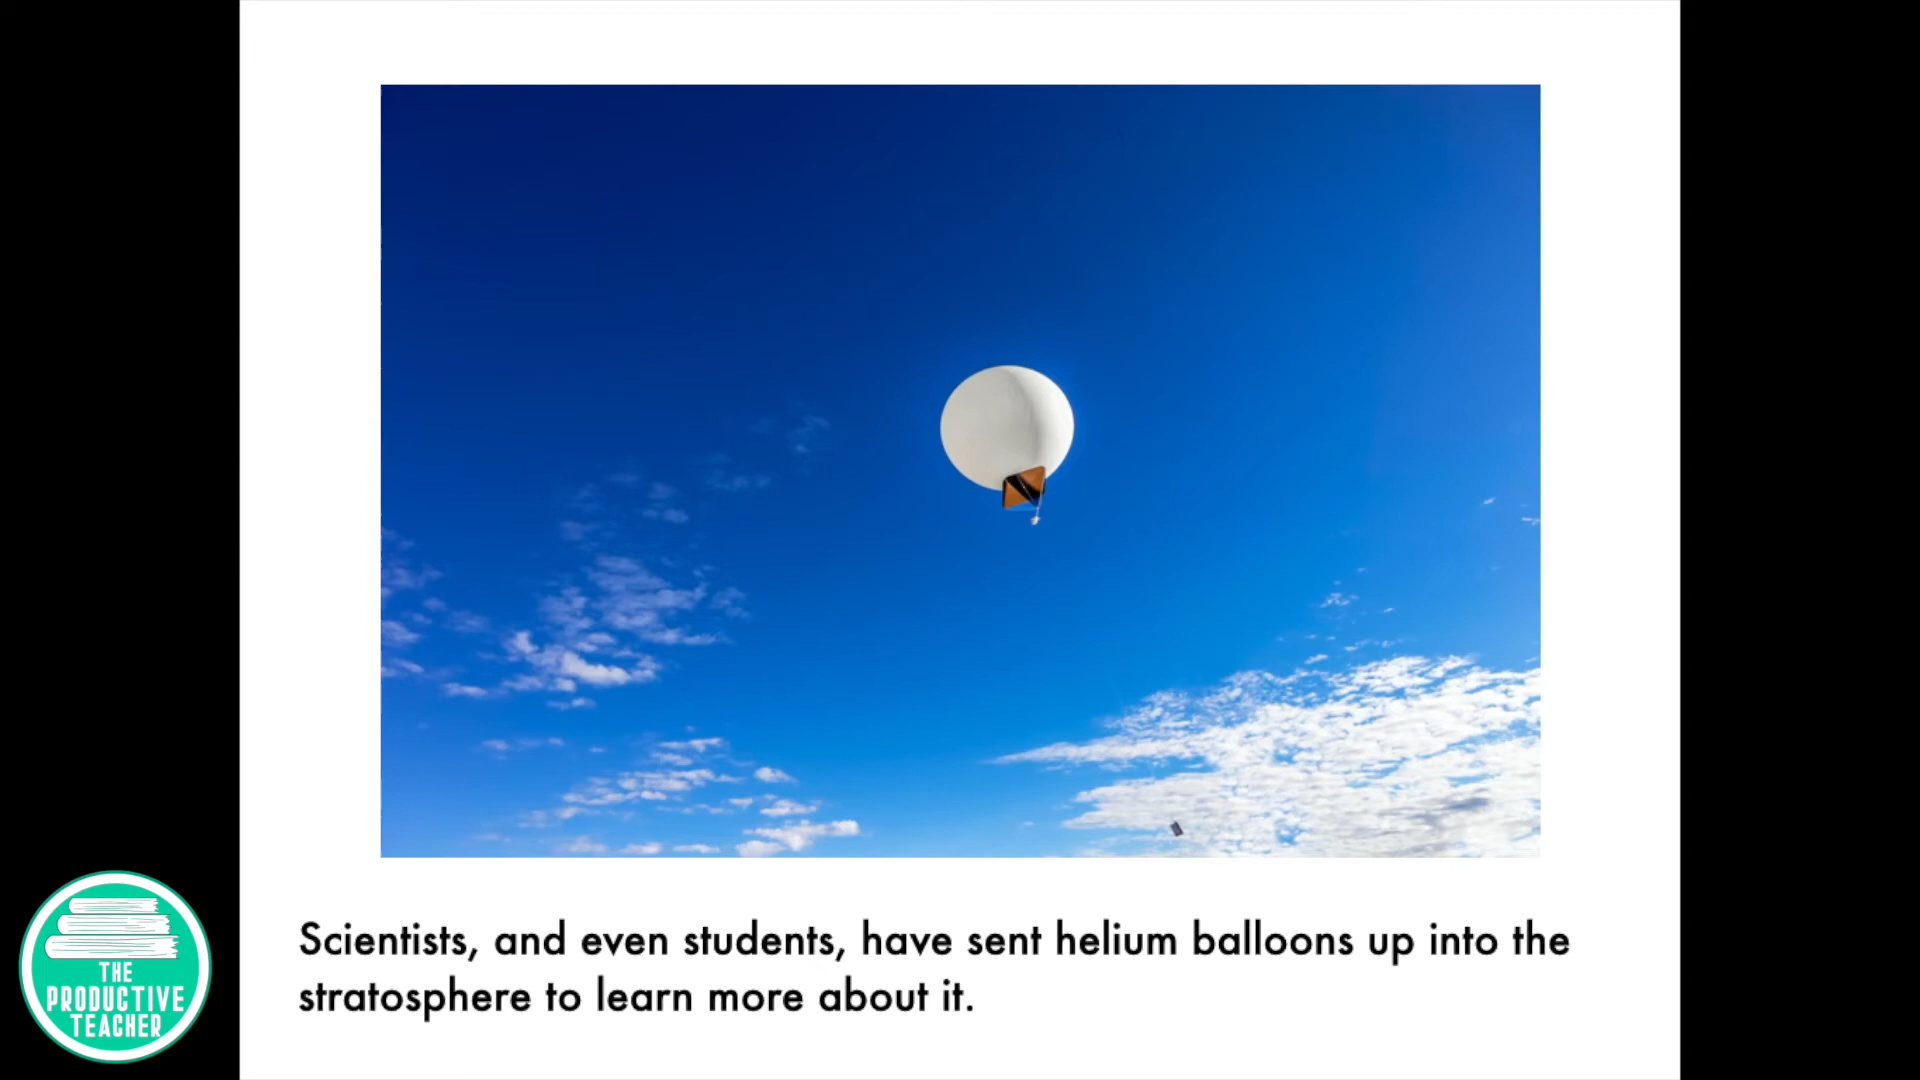 Scientists, and even students, have sent helium balloons up into the
stratosphere to learn more about it.
THE
PRODUCTIVE
TEACHER